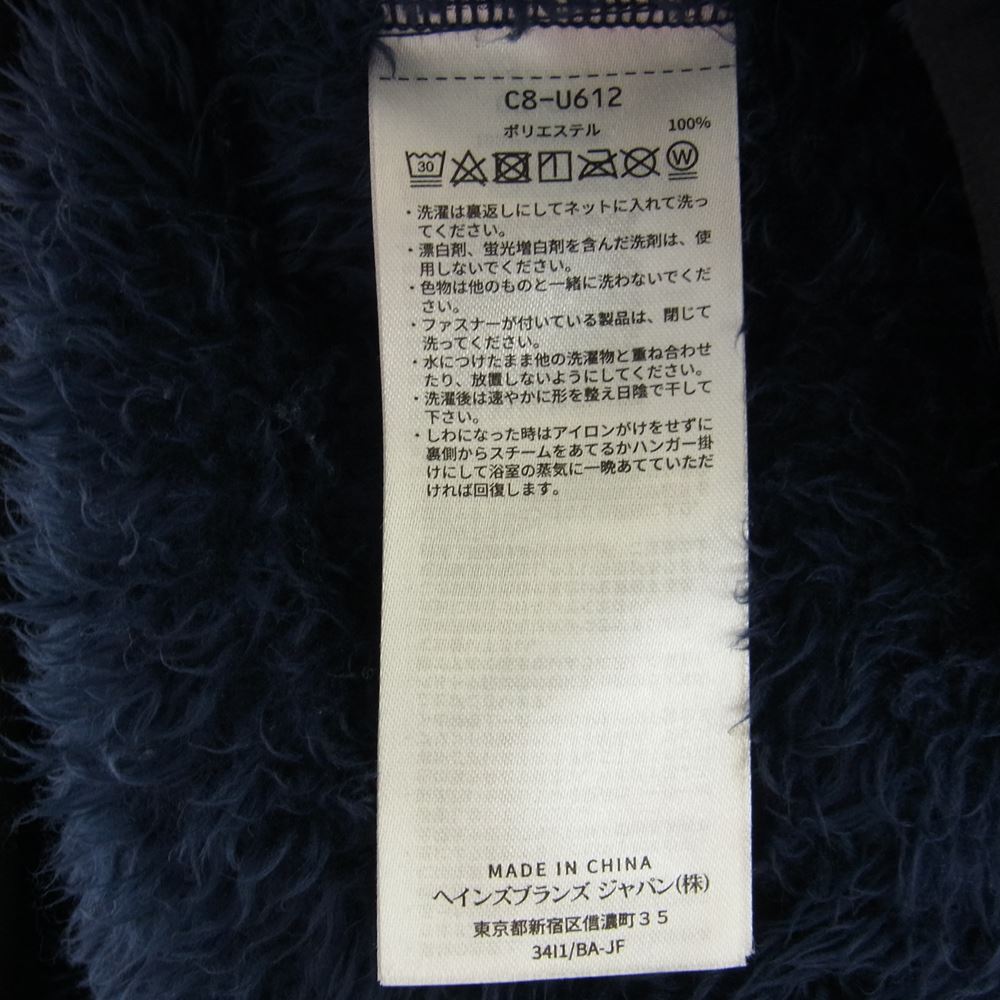 C8-U612
ポリエステル 100%
30 W
・洗濯は裏返しにしてネットに入れて洗っ
てください。
・漂白剤、蛍光増白剤を含んだ洗剤は、使
用しないでください。
・色物は他のものと一緒に洗わないでくだ
さい。
・ファスナーが付いている製品は、閉じて
洗ってください。
・水につけたまま他の洗濯物と重ね合わせ
たり、放置しないようにしてください。
・洗濯後は速やかに形を整え日陰で干して
下さい。
・しわになった時はアイロンがけをせずに
裏側からスチームをあてるかハンガー掛
けにして浴室の蒸気に一晩あてていただ
ければ回復します。
MADE IN CHINA
ヘインズブランズ ジャパン(株)
東京都新宿区信濃町３５
34I1/BA-JF